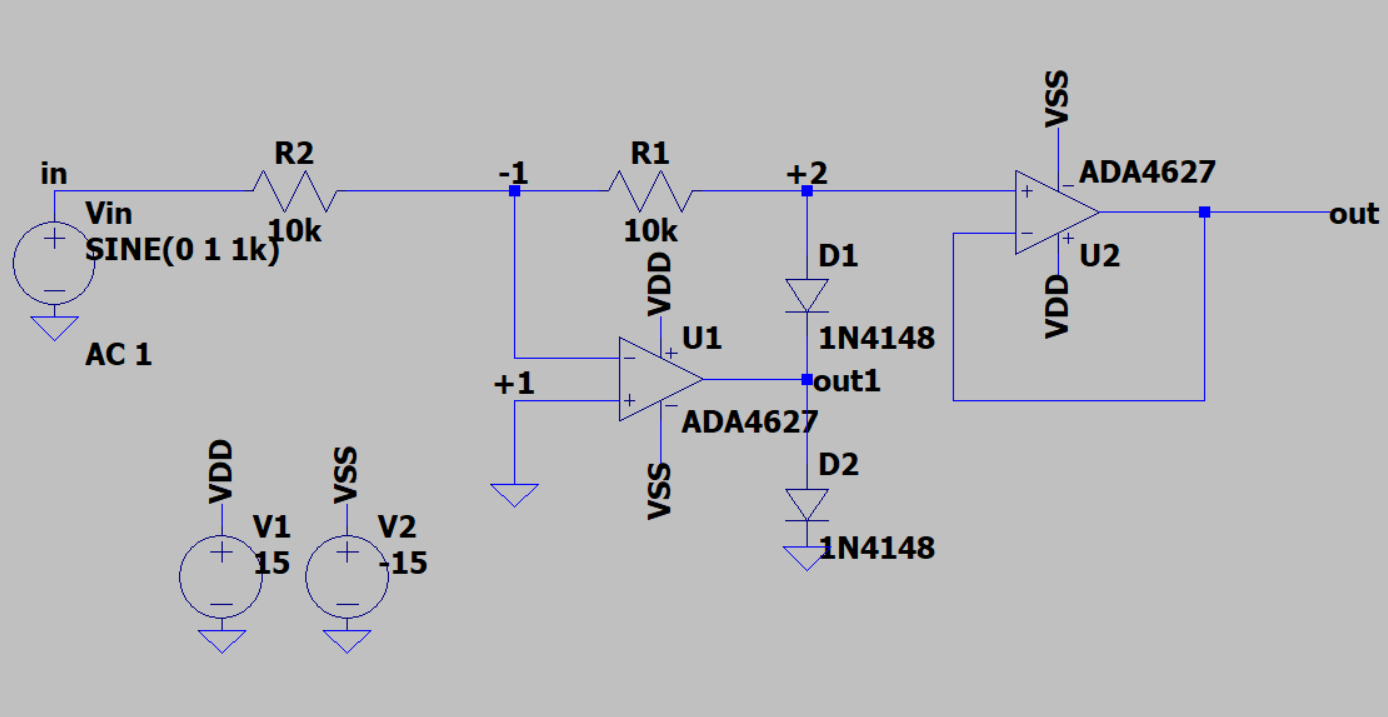 VSS
in
R2
-1
R1
+2
ADA4627
Vin
SINE(0 1 1k)
10k
10k
out
VDD
D1
U2
VDD
1N4148
U1
AC 1
+1
out1
ADA4627
VSS
D2
VDD
VSS
V1
15
V2
-15
1N4148